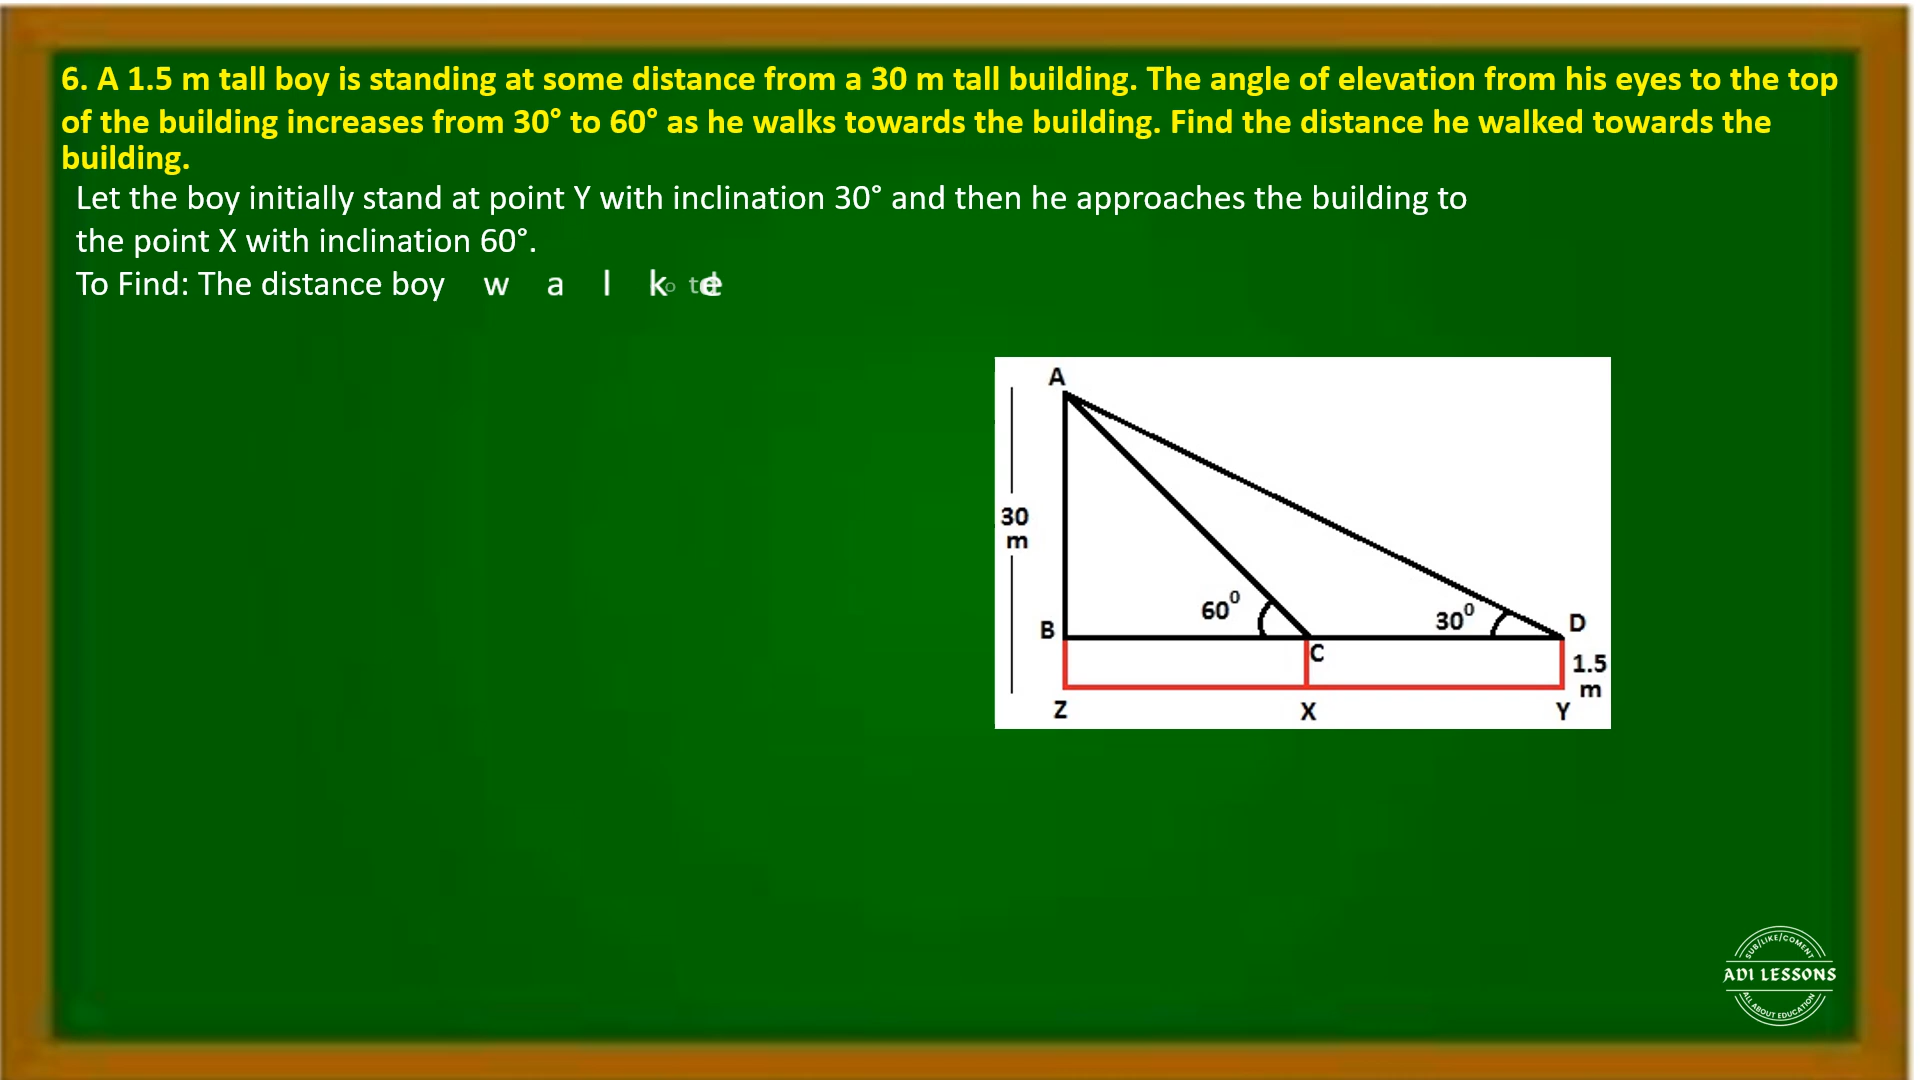 6. A 1.5 m tall boy is standing at some distance from a 30 m tall building. The angle of elevation from his eyes to the top
of the building increases from 30° to 60° as he walks towards the building. Find the distance he walked towards the
building.
Let the boy initially stand at point Y with inclination 30° and then he approaches the building to
the point X with inclination 60°.
To Find: The distance boy w a l k
A
30
m
60⁰
30⁰
B
D
C
1.5
m
Z
X
Y
SUB/LIKE/COMENT
ADI LESSONS
ALL ABOUT EDUCATION